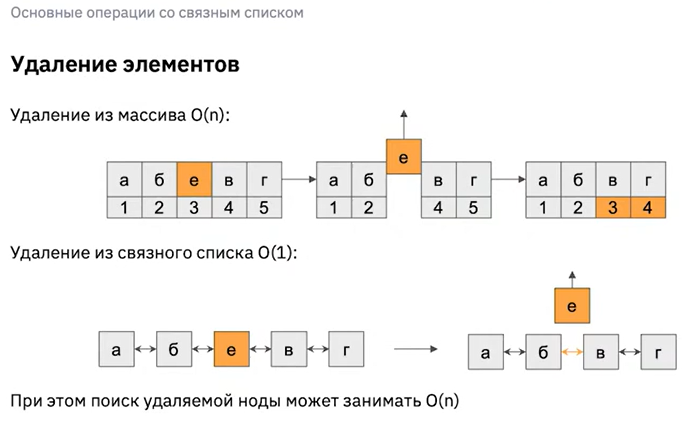 Основные операции со связным списком
Удаление элементов
Удаление из массива O(n):
е
а б е в г а б в г а б в г
1 2 3 4 5 1 2 4 5 1 2 3 4
Удаление из связного списка O(1):
е
а б е в г а б в г
При этом поиск удаляемой ноды может занимать O(n)